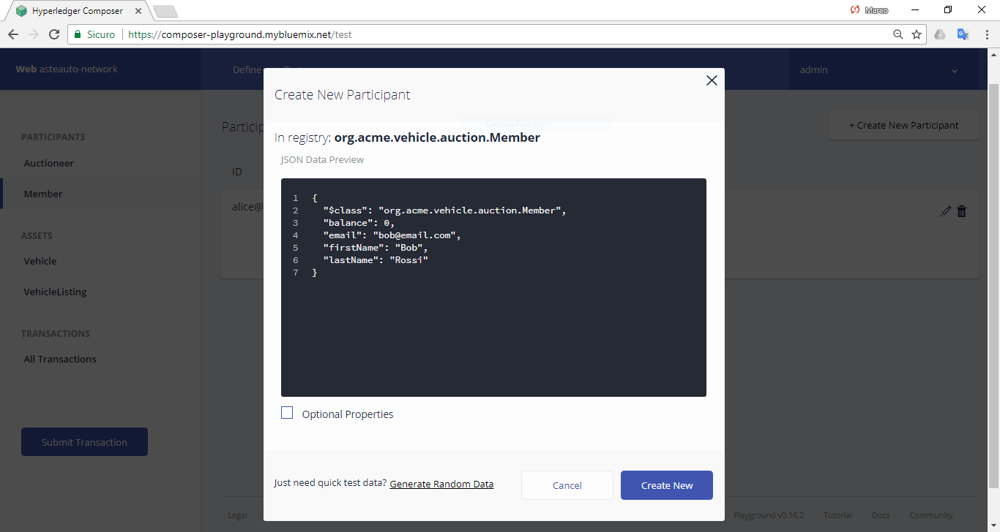 Hyperledger Composer
Marco
Sicuro
https://composer-playground.mybluemix.net/test
Web asteauto-network
Define
admin
Create New Participant
PARTICIPANTS
Auctioneer
Member
ASSETS
Vehicle
VehicleListing
TRANSACTIONS
All Transactions
Submit Transaction
+ Create New Participant
ID
alice@
In registry: org.acme.vehicle.auction.Member
JSON Data Preview
1 {
2 "$class": "org.acme.vehicle.auction.Member",
3 "balance": 0,
4 "email": "bob@email.com",
5 "firstName": "Bob",
6 "lastName": "Rossi"
7 }
Optional Properties
Just need quick test data? Generate Random Data
Cancel
Create New
Legal
Playground v0.16.2
Tutorial
Docs
Community